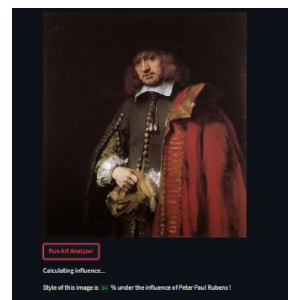 Run Art Analyzer
Calculating influence...
Style of this image is % under the influence of Peter Paul Rubens !